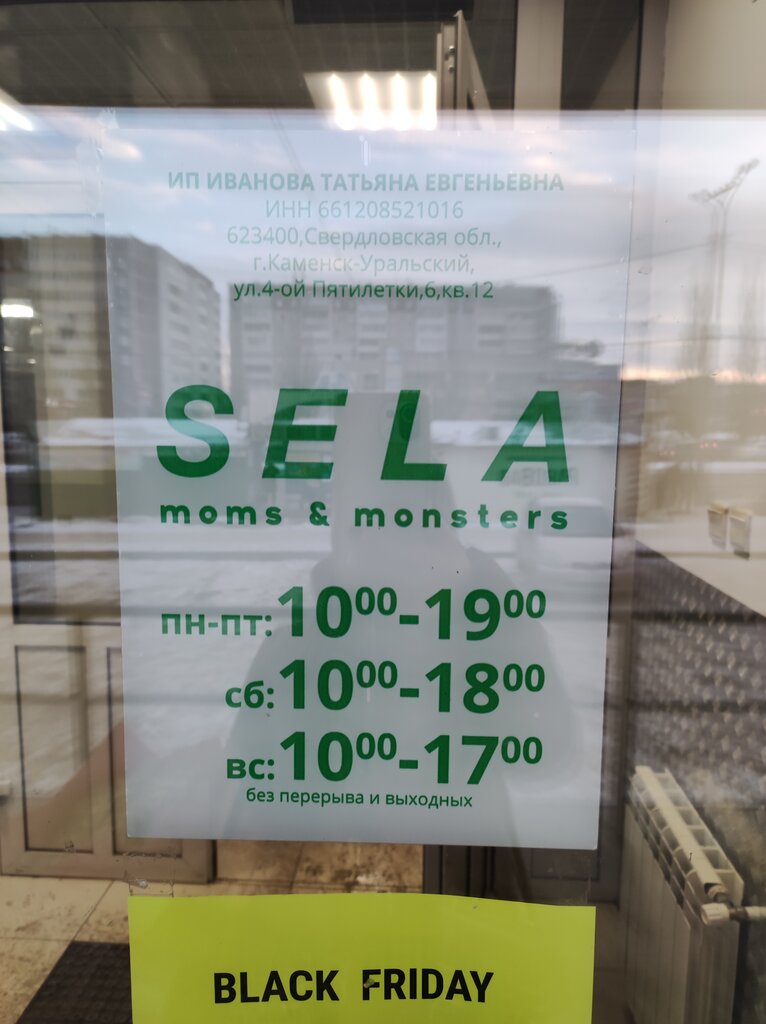 ИП ИВАНОВА ТАТЬЯНА ЕВГЕНЬЕВНА
ИНН 661208521016
623400,Свердловская обл.,
г.Каменск-Уральский,
ул.4-ой Пятилетки,6,кв.12
SELA
moms & monsters
пн-пт: 10⁰⁰-19⁰⁰
сб: 10⁰⁰-18⁰⁰
вс: 10⁰⁰-17⁰⁰
без перерыва и выходных
BLACK FRIDAY